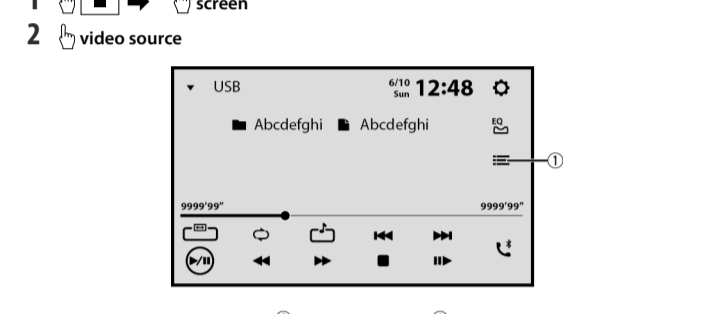 1 screen
2 video source
USB 6/10 Sun 12:48
Abcdefghi Abcdefghi EQ
1
9999'99" 9999'99"